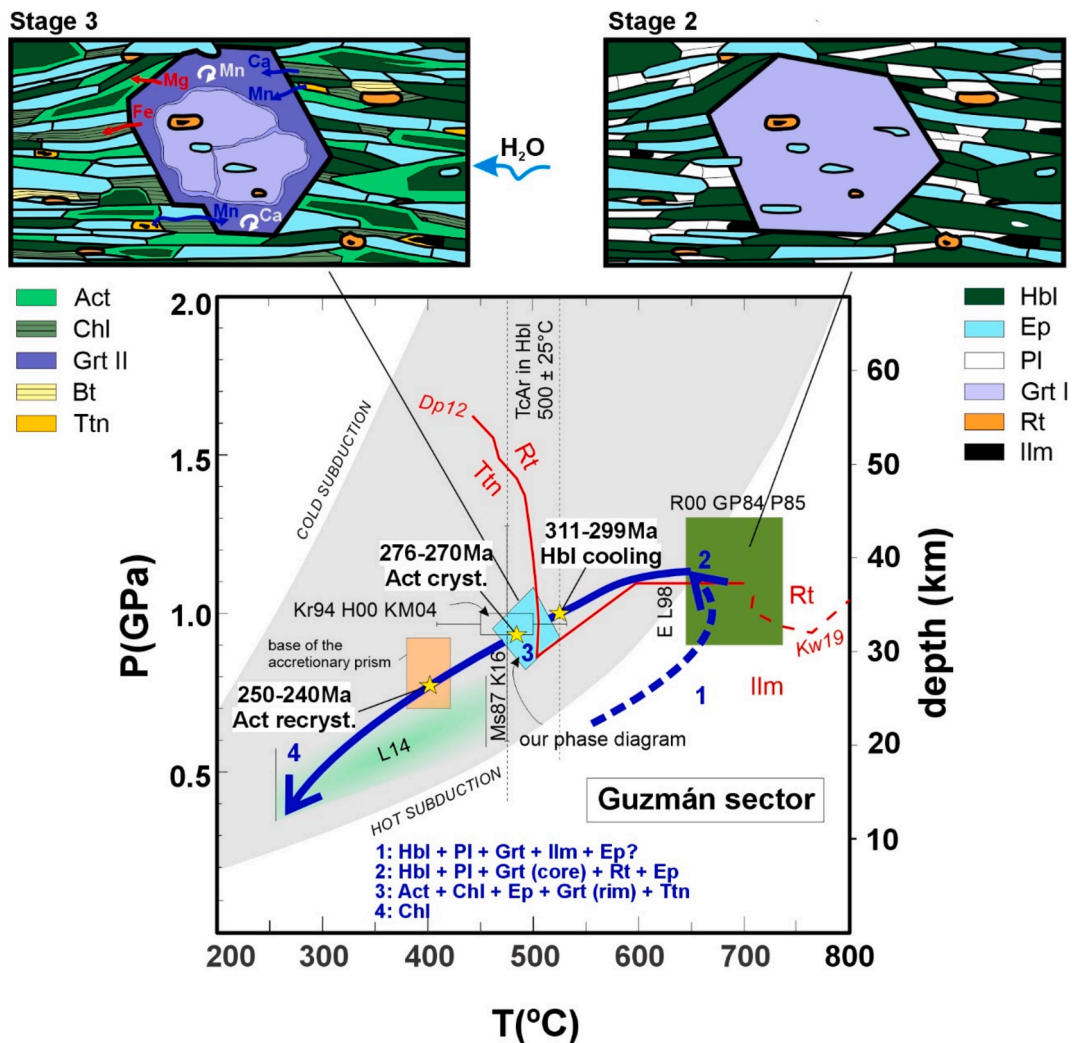 Stage 3
Stage 2
Mg
Mn
Ca
Mn
Fe
Mn
Ca
H₂O
Act
Chl
Grt II
Bt
Ttn
Hbl
Ep
Pl
Grt I
Rt
Ilm
P(GPa)
2.0
1.5
1.0
0.5
depth (km)
60
50
40
30
20
10
COLD SUBDUCTION
HOT SUBDUCTION
TcAr in Hbl
500 ± 25°C
Dp12
Rt
Ttn
R00 GP84 P85
311-299Ma
Hbl cooling
276-270Ma
Act cryst.
Kr94 H00 KM04
base of the
accretionary prism
250-240Ma
Act recryst.
Ms87 K16
E L98
2
Rt
Kw19
Ilm
3
1
our phase diagram
4
L14
Guzmán sector
1: Hbl + Pl + Grt + Ilm + Ep?
2: Hbl + Pl + Grt (core) + Rt + Ep
3: Act + Chl + Ep + Grt (rim) + Ttn
4: Chl
200 300 400 500 600 700 800
T(ºC)